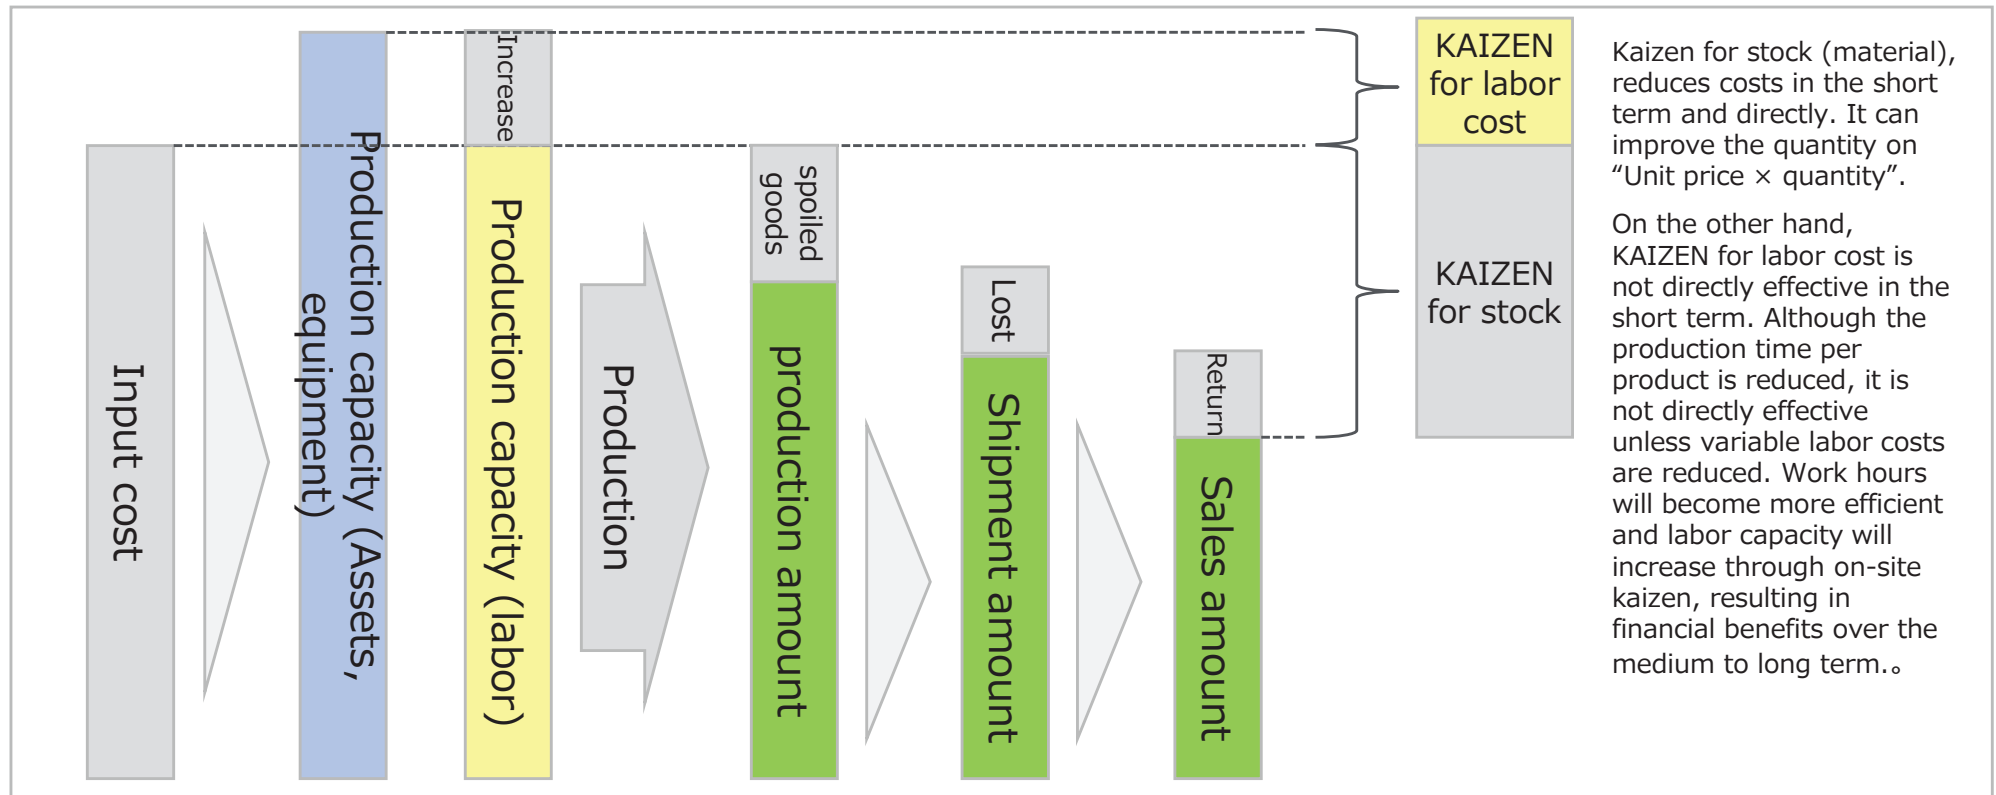 Input cost
Production capacity (Assets,
equipment)
Increase
Production capacity (labor)
Production
spoiled
goods
production amount
Lost
Shipment amount
Return
Sales amount
KAIZEN
for labor
cost
KAIZEN
for stock
Kaizen for stock (material),
reduces costs in the short
term and directly. It can
improve the quantity on
“Unit price × quantity”.
On the other hand,
KAIZEN for labor cost is
not directly effective in the
short term. Although the
production time per
product is reduced, it is
not directly effective
unless variable labor costs
are reduced. Work hours
will become more efficient
and labor capacity will
increase through on-site
kaizen, resulting in
financial benefits over the
medium to long term.。